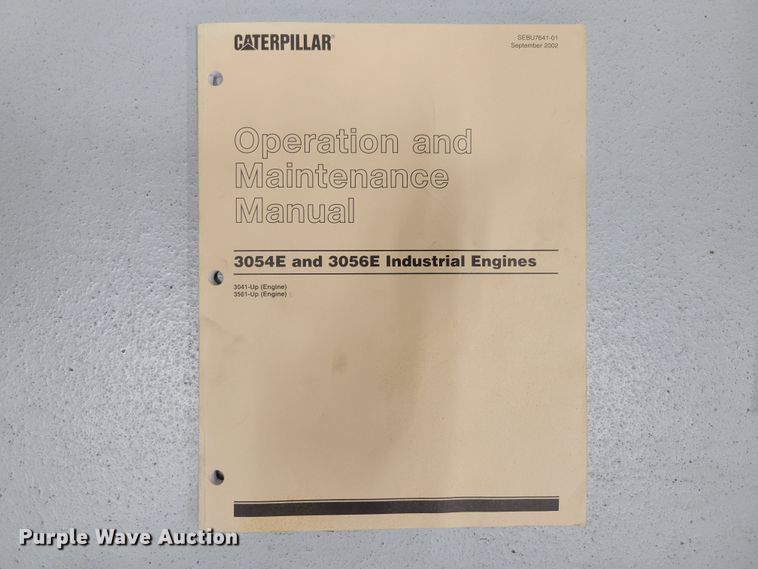 CATERPILLAR®
SEBU7641-01
September 2002
Operation and
Maintenance
Manual
3054E and 3056E Industrial Engines
3041-Up (Engine)
3561-Up (Engine)
Purple Wave Auction